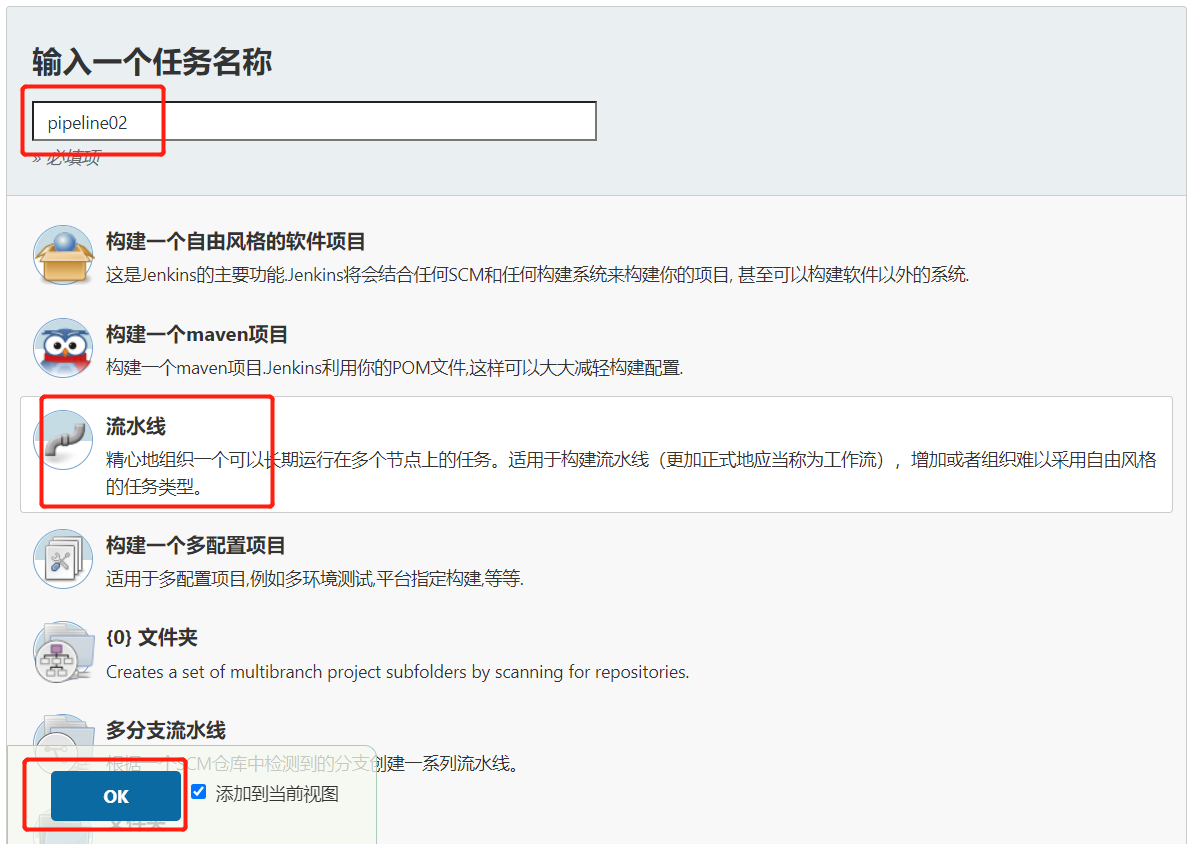 输入一个任务名称
pipeline02
» 必填项
构建一个自由风格的软件项目
这是Jenkins的主要功能.Jenkins将会结合任何SCM和任何构建系统来构建你的项目, 甚至可以构建软件以外的系统.
构建一个maven项目
构建一个maven项目.Jenkins利用你的POM文件,这样可以大大减轻构建配置.
流水线
精心地组织一个可以长期运行在多个节点上的任务。适用于构建流水线（更加正式地应当称为工作流），增加或者组织难以采用自由风格
的任务类型。
构建一个多配置项目
适用于多配置项目,例如多环境测试,平台指定构建,等等.
{0} 文件夹
Creates a set of multibranch project subfolders by scanning for repositories.
多分支流水线
根据一个SCM仓库中检测到的分支创建一系列流水线。
OK
添加到当前视图
文件夹